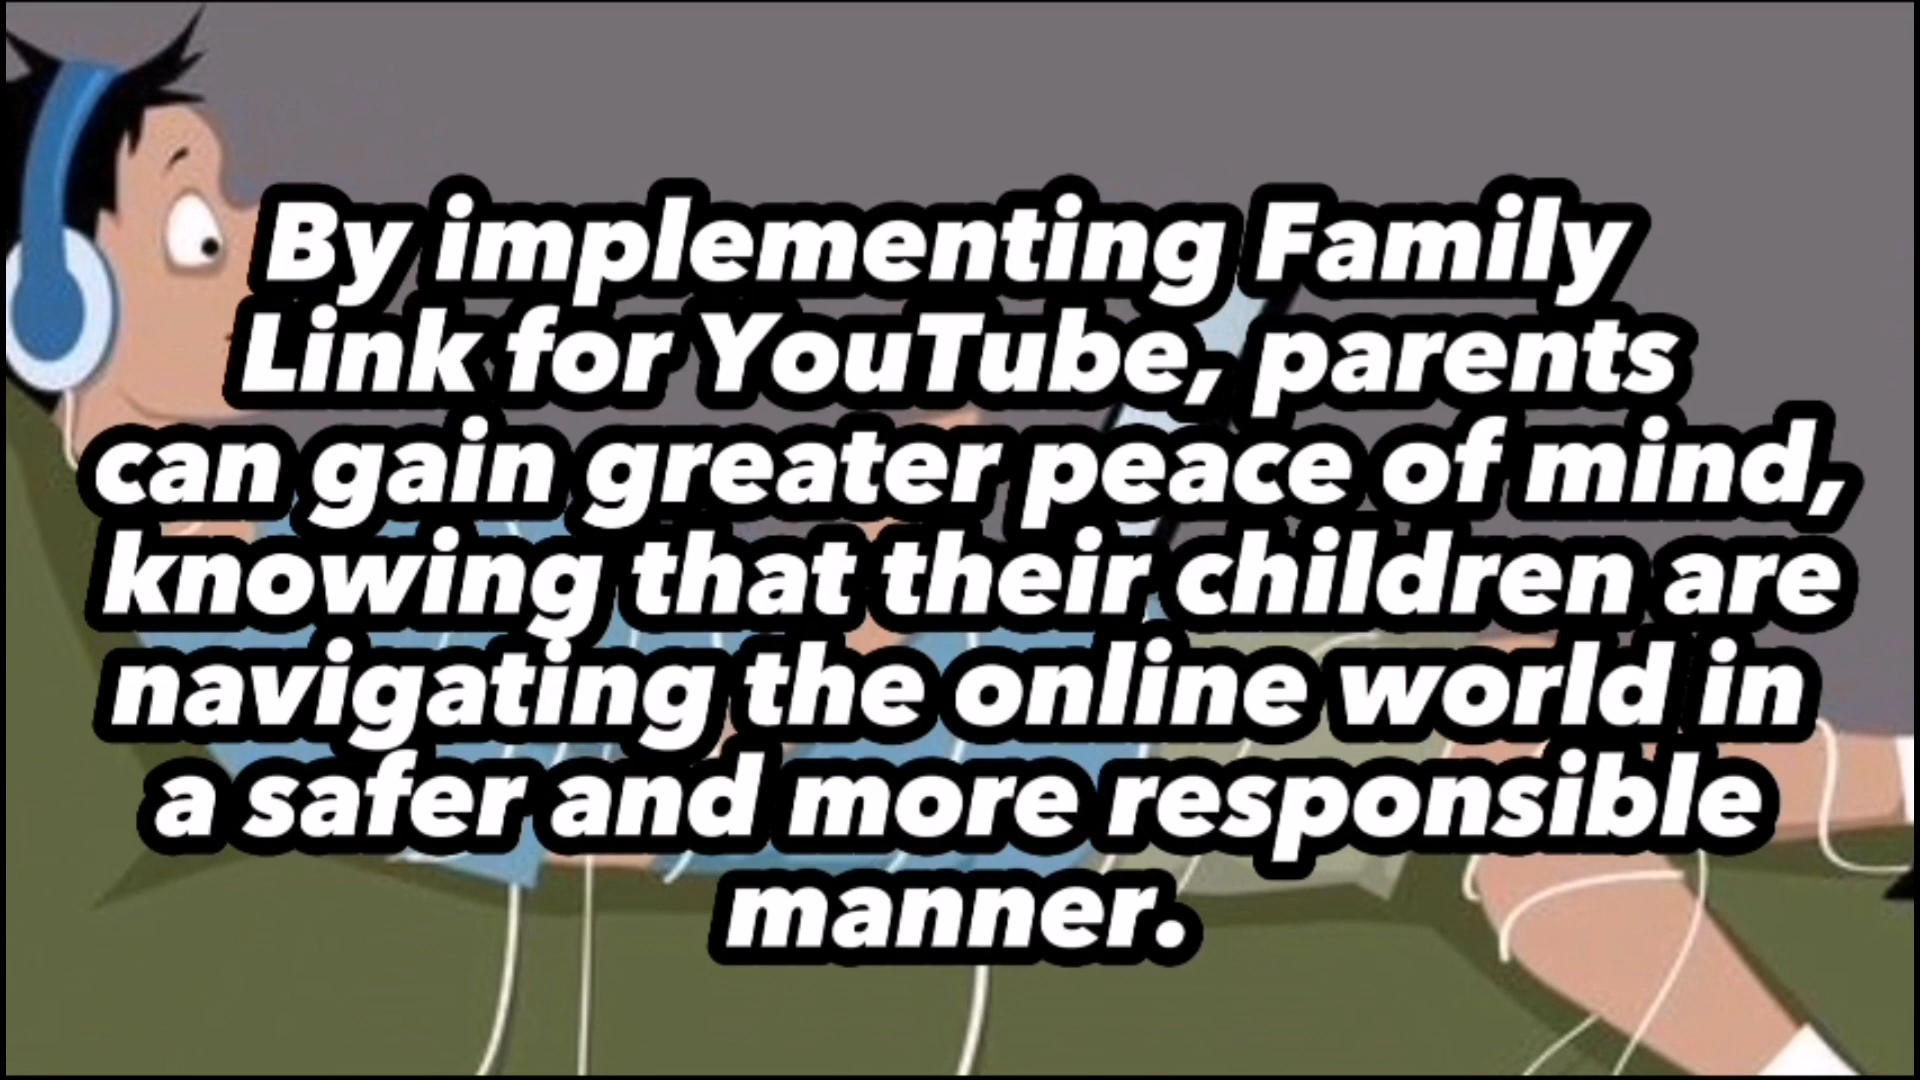 By implementing Family
Link for YouTube, parents
can gain greater peace of mind,
knowing that their children are
navigating the online world in
a safer and more responsible
manner.